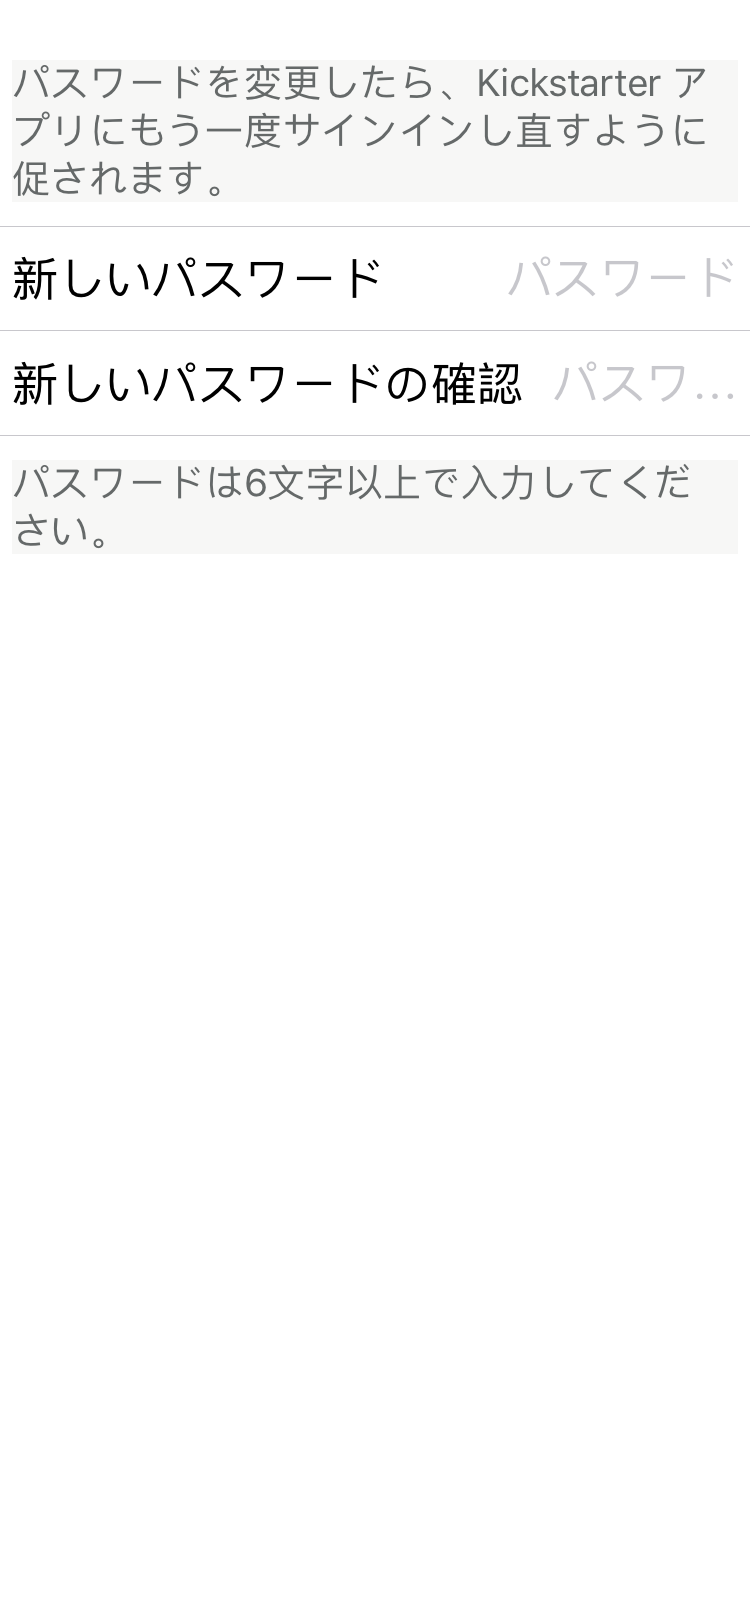 パスワードを変更したら、Kickstarter ア
プリにもう一度サインインし直すように
促されます。
新しいパスワード パスワード
新しいパスワードの確認 パスワ...
パスワードは6文字以上で入力してくだ
さい。